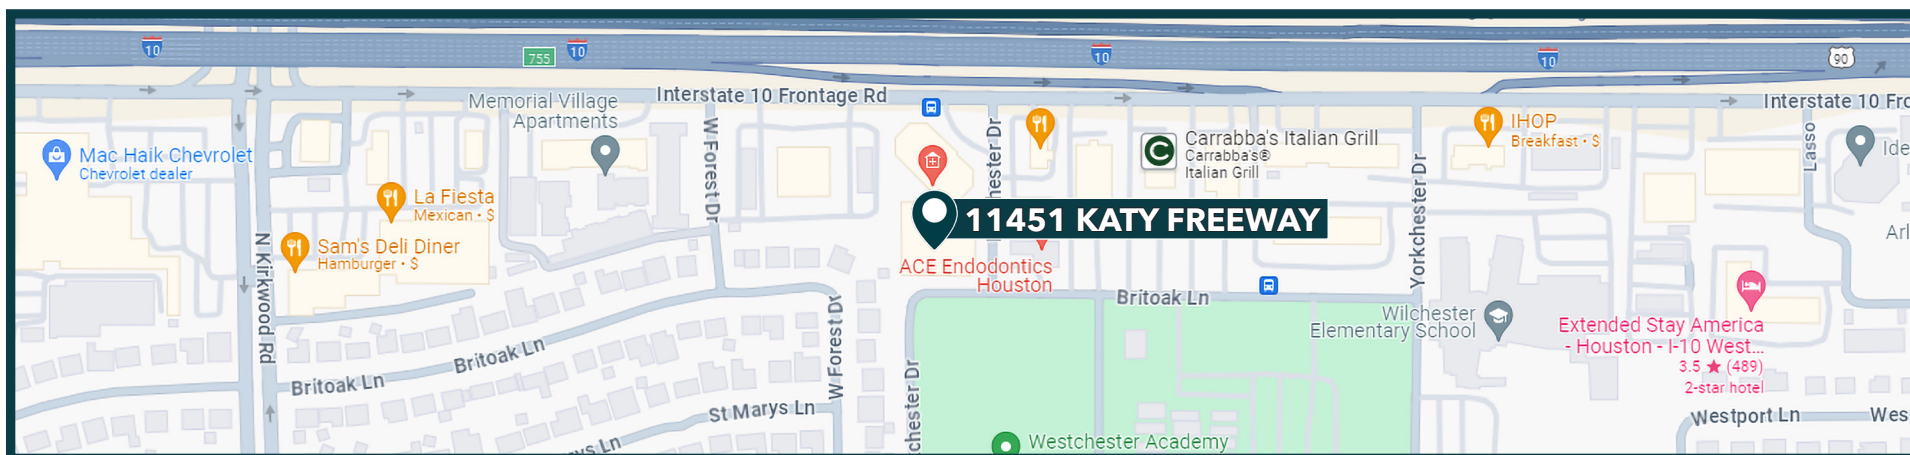 10
755
10
10
10
90
Memorial Village
Apartments
Interstate 10 Frontage Rd
Interstate 10 Fro
Mac Haik Chevrolet
Chevrolet dealer
La Fiesta
Mexican • $
Sam's Deli Diner
Hamburger • $
N Kirkwood Rd
W Forest Dr
hester Dr
C
Carrabba's Italian Grill
Carrabba's®
Italian Grill
IHOP
Breakfast • $
Yorkchester Dr
Lasso
Ide
Arl
11451 KATY FREEWAY
ACE Endodontics
Houston
Britoak Ln
Wilchester
Elementary School
Extended Stay America
- Houston - I-10 West...
3.5 ★ (489)
2-star hotel
Britoak Ln
Britoak Ln
W Forest Dr
St Marys Ln
ys Ln
chester Dr
Westchester Academy
Westport Ln
Wes